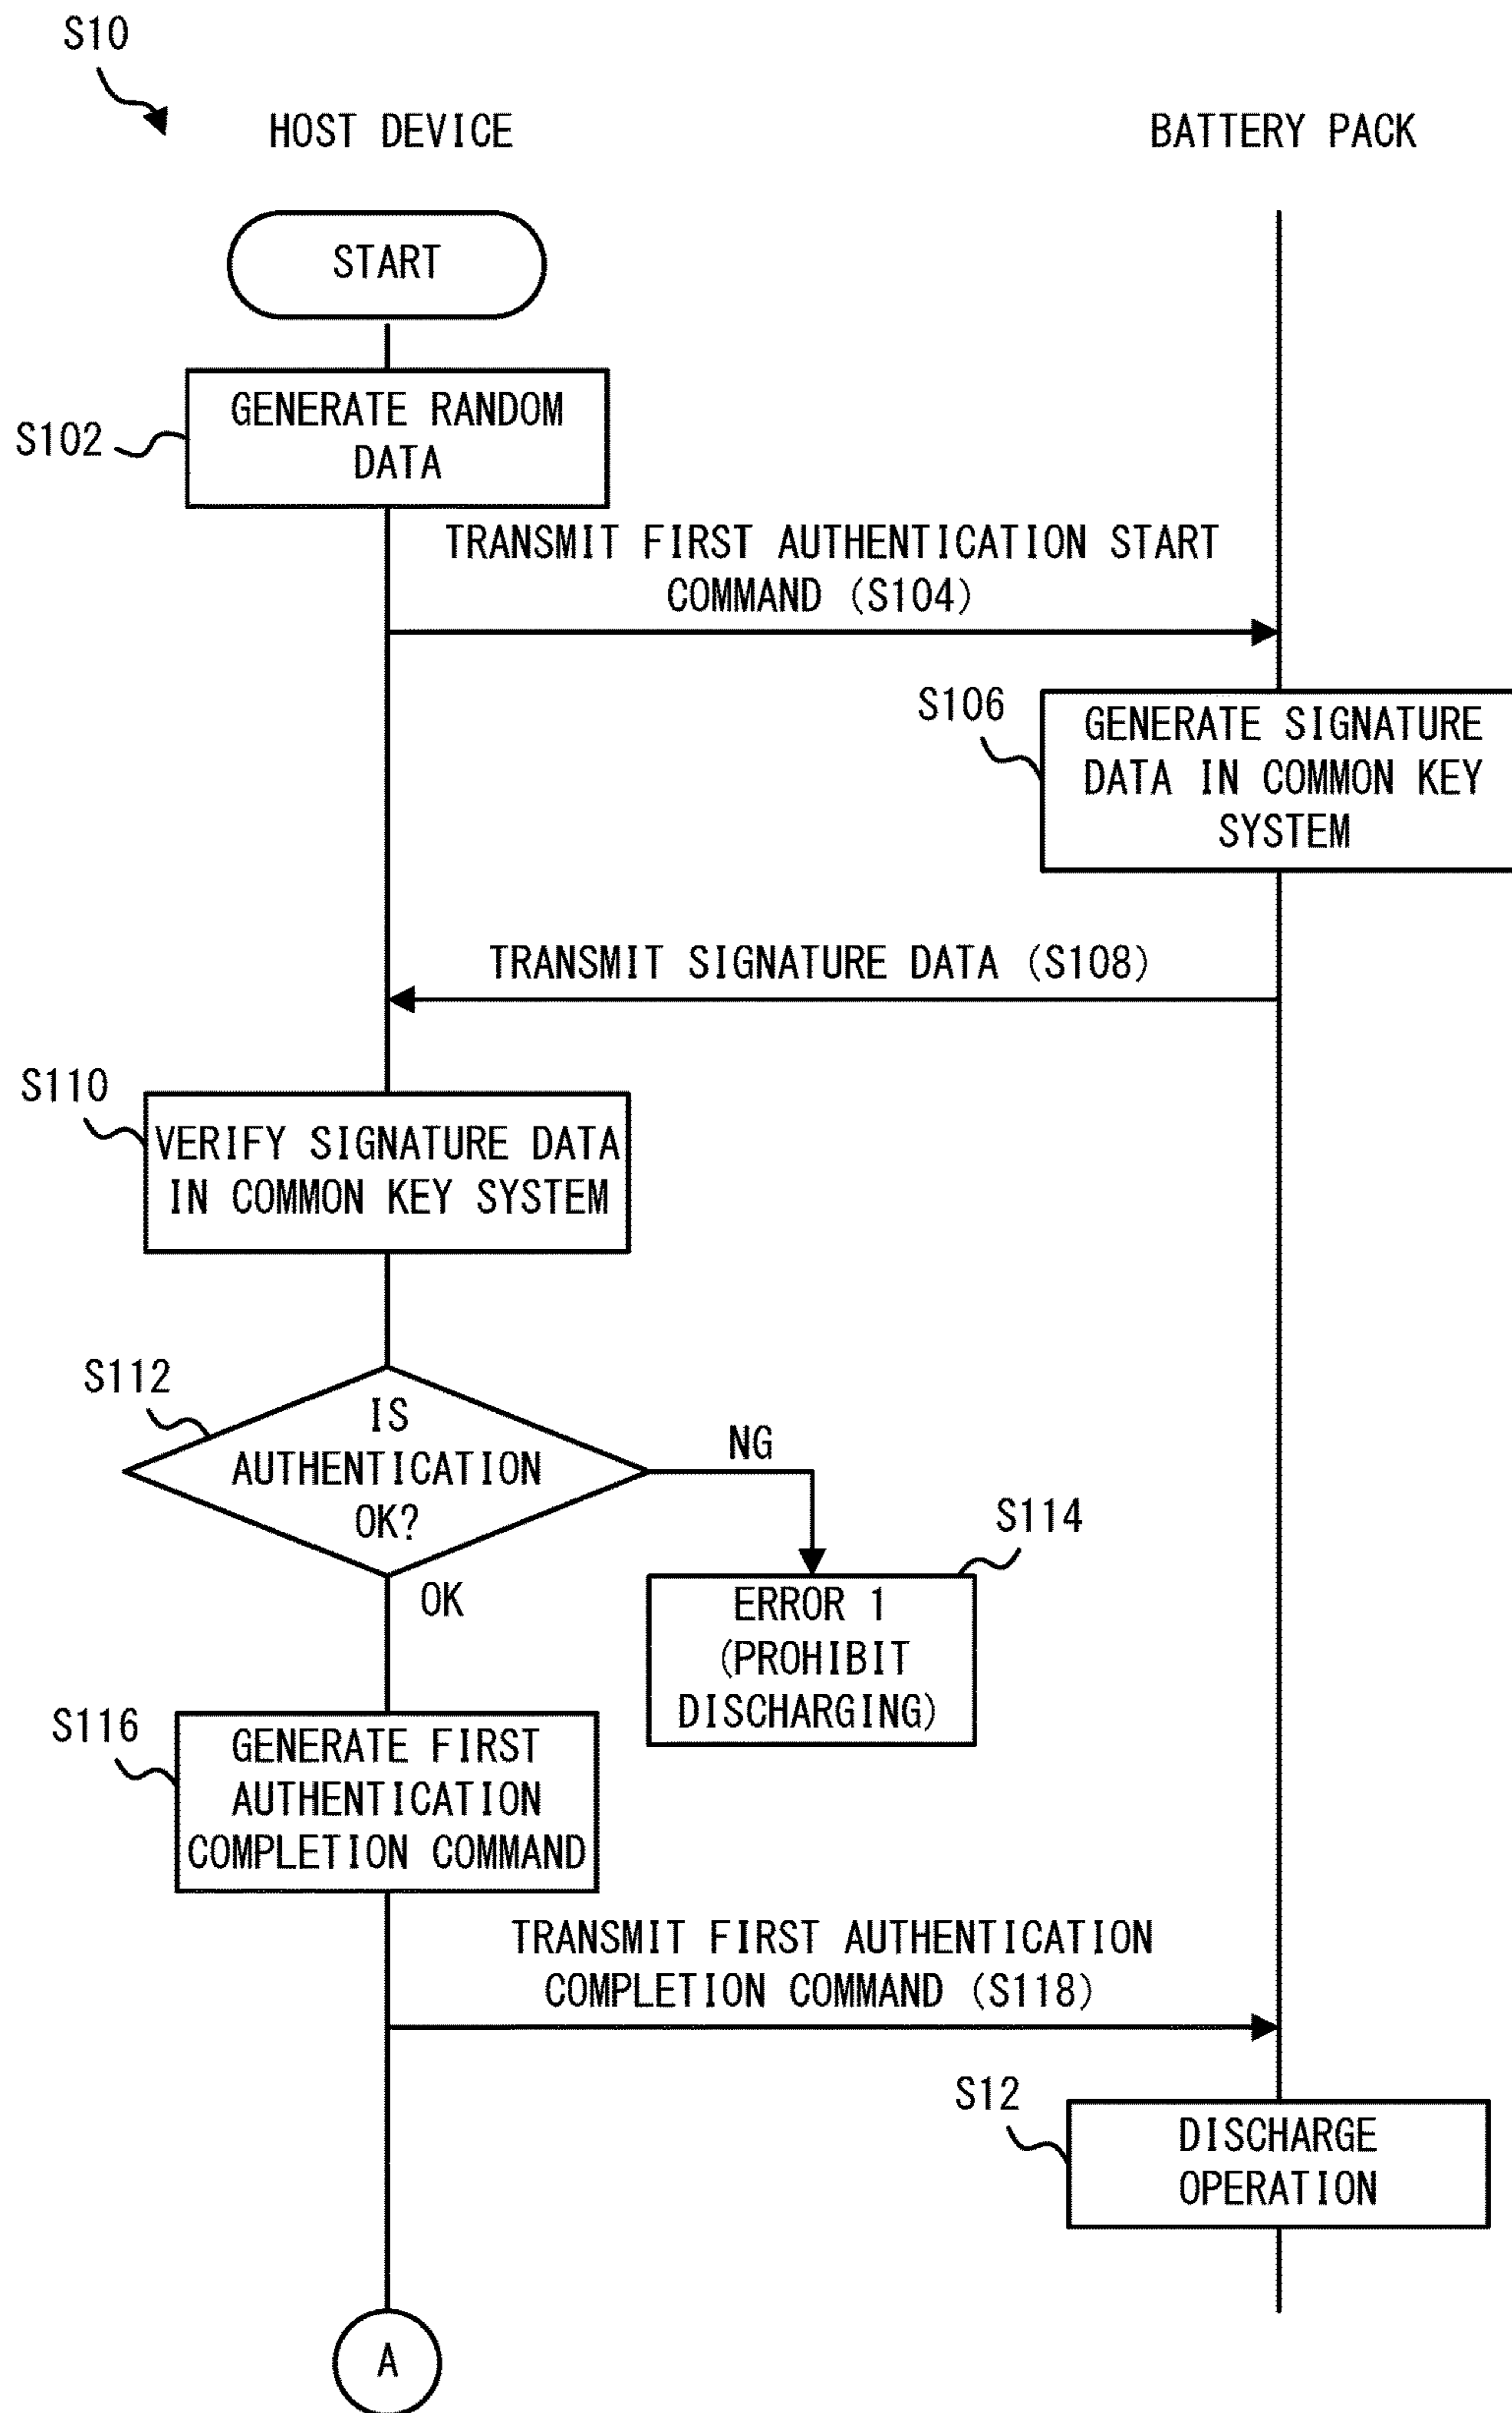 S10
HOST DEVICE
BATTERY PACK
START
S102
GENERATE RANDOM
DATA
TRANSMIT FIRST AUTHENTICATION START
COMMAND (S104)
S106
GENERATE SIGNATURE
DATA IN COMMON KEY
SYSTEM
TRANSMIT SIGNATURE DATA (S108)
S110
VERIFY SIGNATURE DATA
IN COMMON KEY SYSTEM
S112
IS
AUTHENTICATION
OK?
NG
OK
S114
ERROR 1
(PROHIBIT
DISCHARGING)
S116
GENERATE FIRST
AUTHENTICATION
COMPLETION COMMAND
TRANSMIT FIRST AUTHENTICATION
COMPLETION COMMAND (S118)
S12
DISCHARGE
OPERATION
A